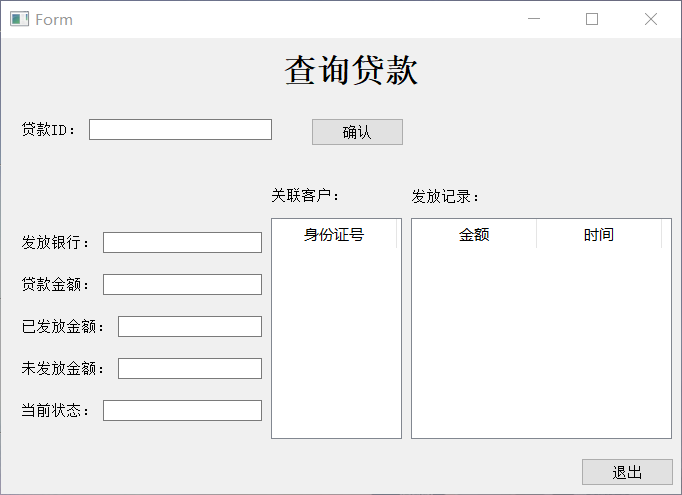 Form
查询贷款
贷款ID：
确认
关联客户：
发放记录：
身份证号
金额
时间
发放银行：
贷款金额：
已发放金额：
未发放金额：
当前状态：
退出